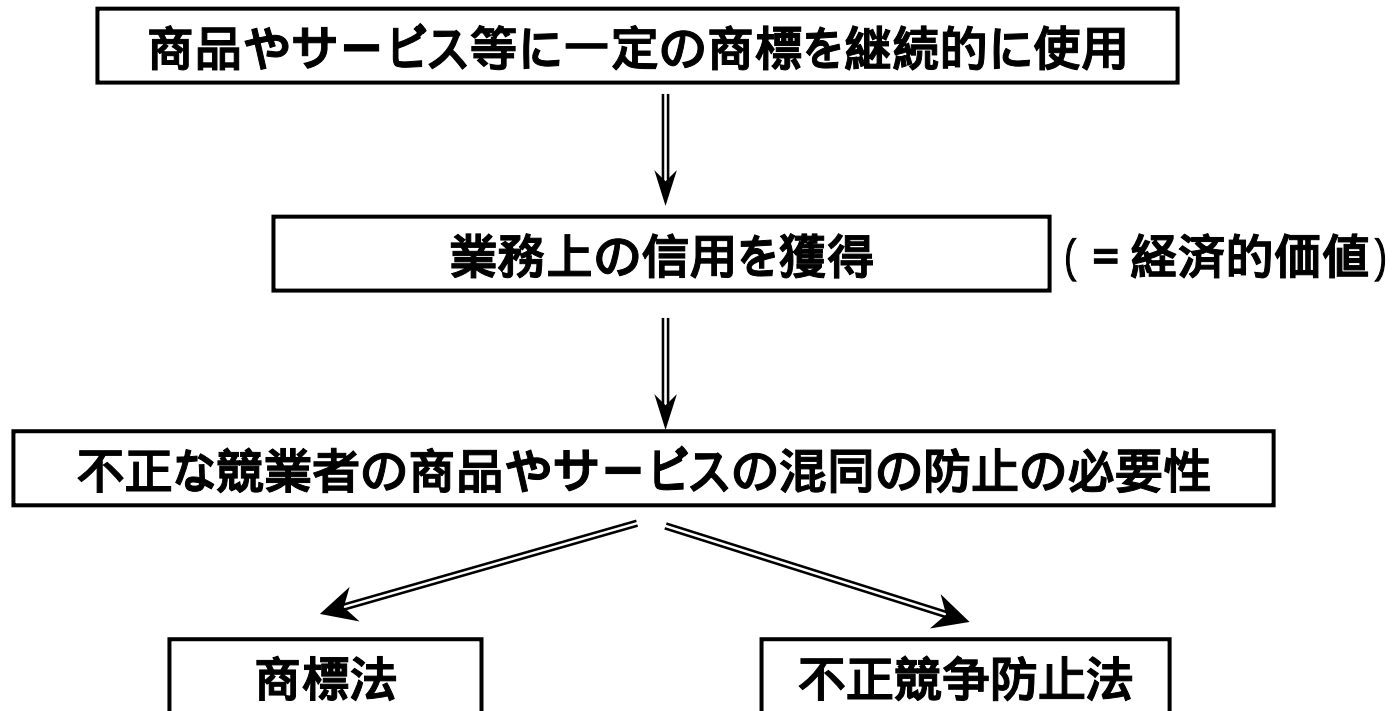 商品やサービス等に一定の商標を継続的に使用
業務上の信用を獲得
(=経済的価値)
不正な競業者の商品やサービスの混同の防止の必要性
商標法
不正競争防止法